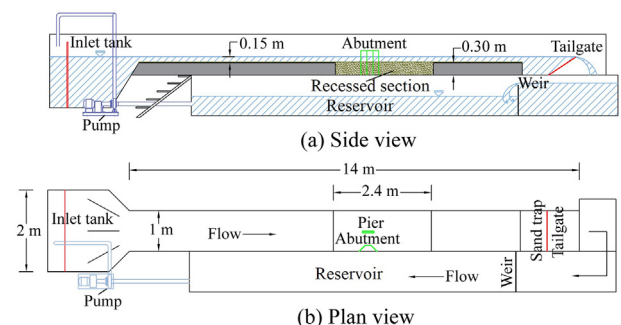 Inlet tank
0.15 m
Abutment
0.30 m
Tailgate
Recessed section
Weir
Reservoir
Pump
(a) Side view
14 m
2.4 m
Inlet tank
2 m
1 m
Flow
Pier
Abutment
Sand trap
Tailgate
Reservoir
Flow
Weir
Pump
(b) Plan view